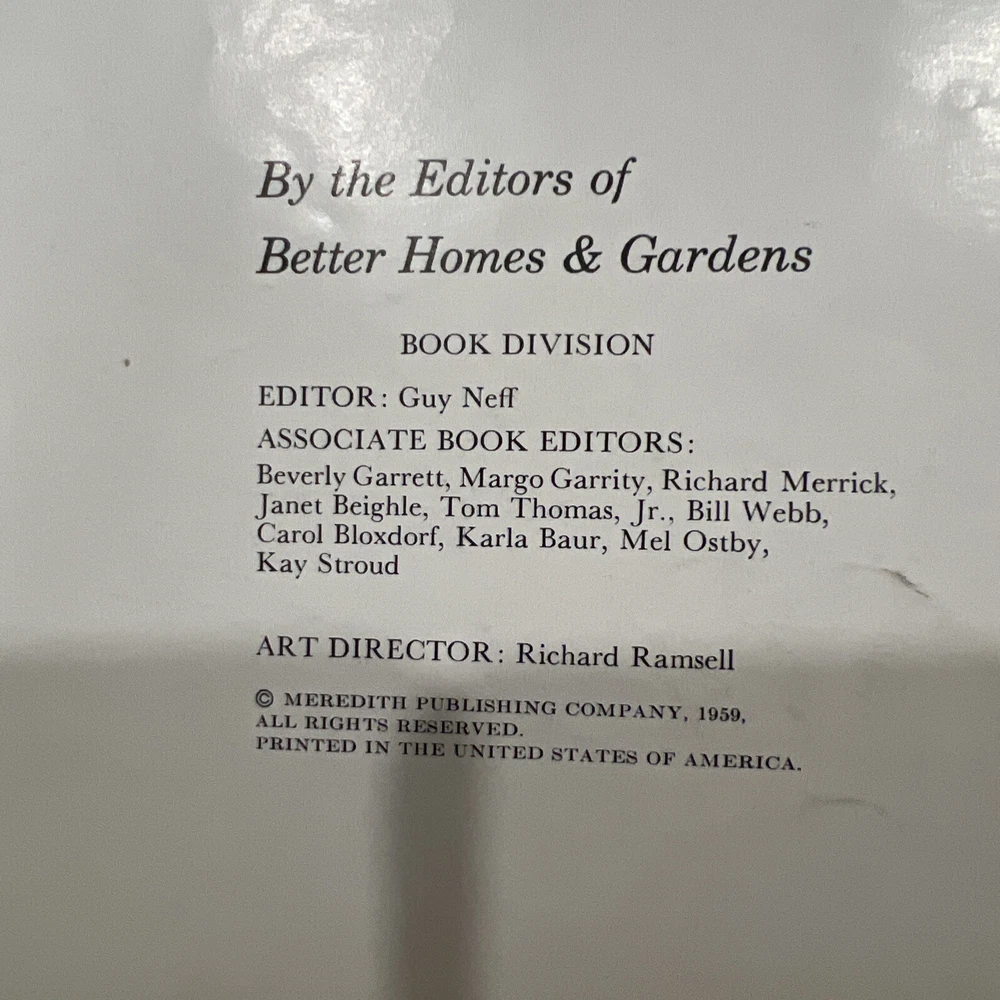 By the Editors of
Better Homes & Gardens
BOOK DIVISION
EDITOR: Guy Neff
ASSOCIATE BOOK EDITORS:
Beverly Garrett, Margo Garrity, Richard Merrick,
Janet Beighle, Tom Thomas, Jr., Bill Webb,
Carol Bloxdorf, Karla Baur, Mel Ostby,
Kay Stroud
ART DIRECTOR: Richard Ramsell
© MEREDITH PUBLISHING COMPANY, 1959,
ALL RIGHTS RESERVED.
PRINTED IN THE UNITED STATES OF AMERICA.